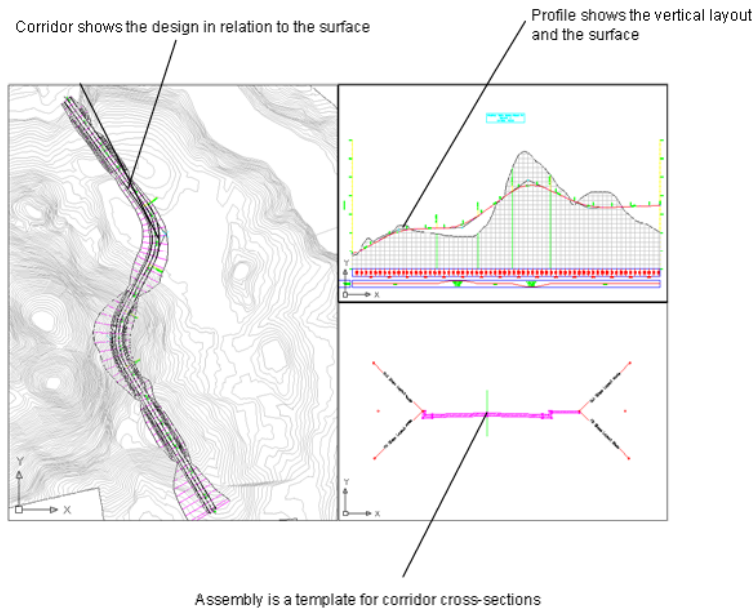 Corridor shows the design in relation to the surface
Profile shows the vertical layout
and the surface
Y
X
Y
X
Y
X
Assembly is a template for corridor cross-sections